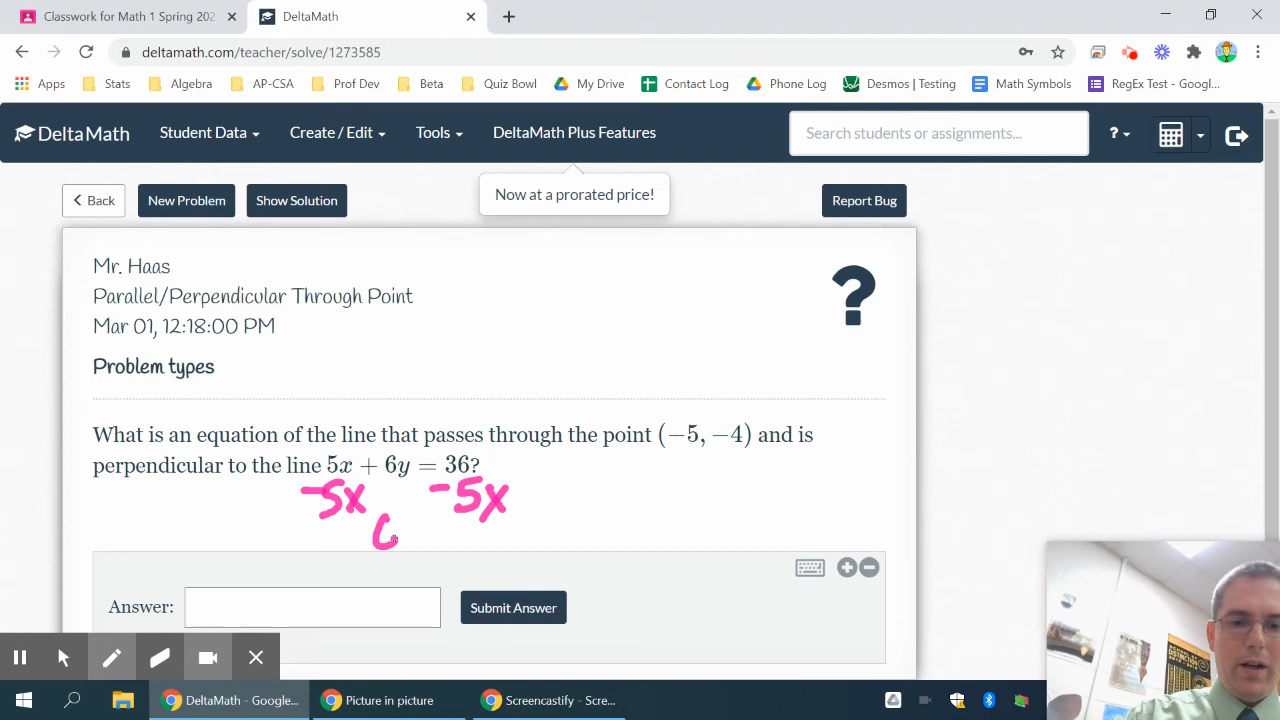 Classwork for Math 1 Spring 202
DeltaMath
deltamath.com/teacher/solve/1273585
Apps Stats Algebra AP-CSA Prof Dev Beta Quiz Bowl My Drive Contact Log Phone Log Desmos | Testing Math Symbols RegEx Test - Googl...
DeltaMath Student Data Create / Edit Tools DeltaMath Plus Features Search students or assignments... ?
Now at a prorated price!
Back New Problem Show Solution Report Bug
Mr. Haas
Parallel/Perpendicular Through Point
Mar 01, 12:18:00 PM
?
Problem types
What is an equation of the line that passes through the point (−5, −4) and is
perpendicular to the line 5x + 6y = 36?
-5x -5x
Answer: Submit Answer
DeltaMath - Google... Picture in picture Screencastify - Scre...